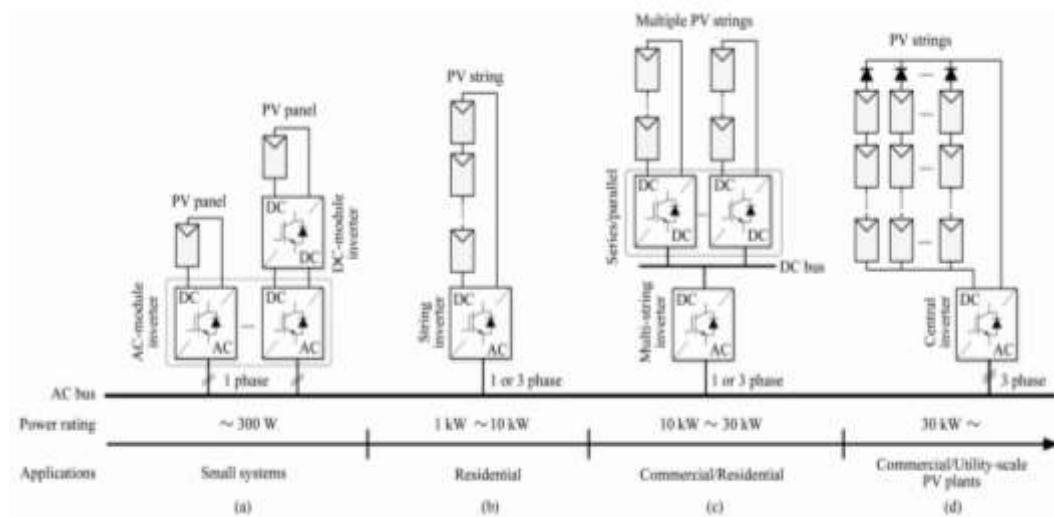 Multiple PV strings
PV strings
PV string
PV panel
PV panel
DC
DC
DC-module
inverter
AC-module
inverter
DC
AC
DC
AC
1 phase
String
inverter
DC
AC
1 or 3 phase
Series/parallel
DC
DC
DC
DC
DC bus
Multi-string
inverter
DC
AC
1 or 3 phase
Central
inverter
DC
AC
3 phase
AC bus
Power rating
~ 300 W
1 kW ~ 10 kW
10 kW ~ 30 kW
30 kW ~
Applications
Small systems
Residential
Commercial/Residential
Commercial/Utility-scale
PV plants
(a)
(b)
(c)
(d)